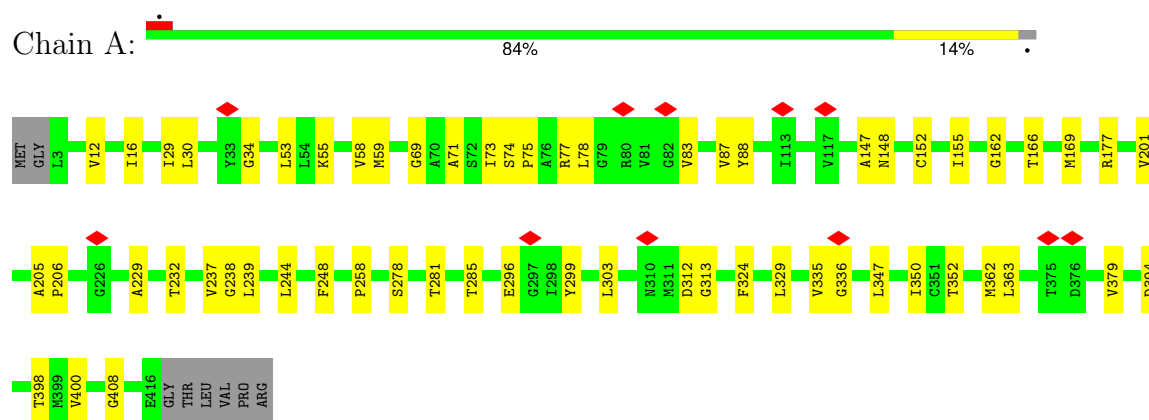 Chain A:
84% 14%
MET GLY L3 V12 I16 I29 L30 Y33 G34 L53 L54 K55 V58 M59 G69 A70 A71 S72 I73 S74 P75 A76 R77 L78 G79 R80 V81 G82 V83 V87 Y88 I113 V117 A147 N148 C152 I155 G162 T166 M169 R177 V201
A205 P206 G226 A229 T232 V237 G238 L239 L244 F248 P258 S278 T281 T285 E296 G297 I298 Y299 L303 N310 M311 D312 G313 F324 L329 V335 G336 L347 I350 C351 T352 M362 L363 T375 D376 V379
T398 M399 V400 G408 E416 GLY THR LEU VAL PRO ARG